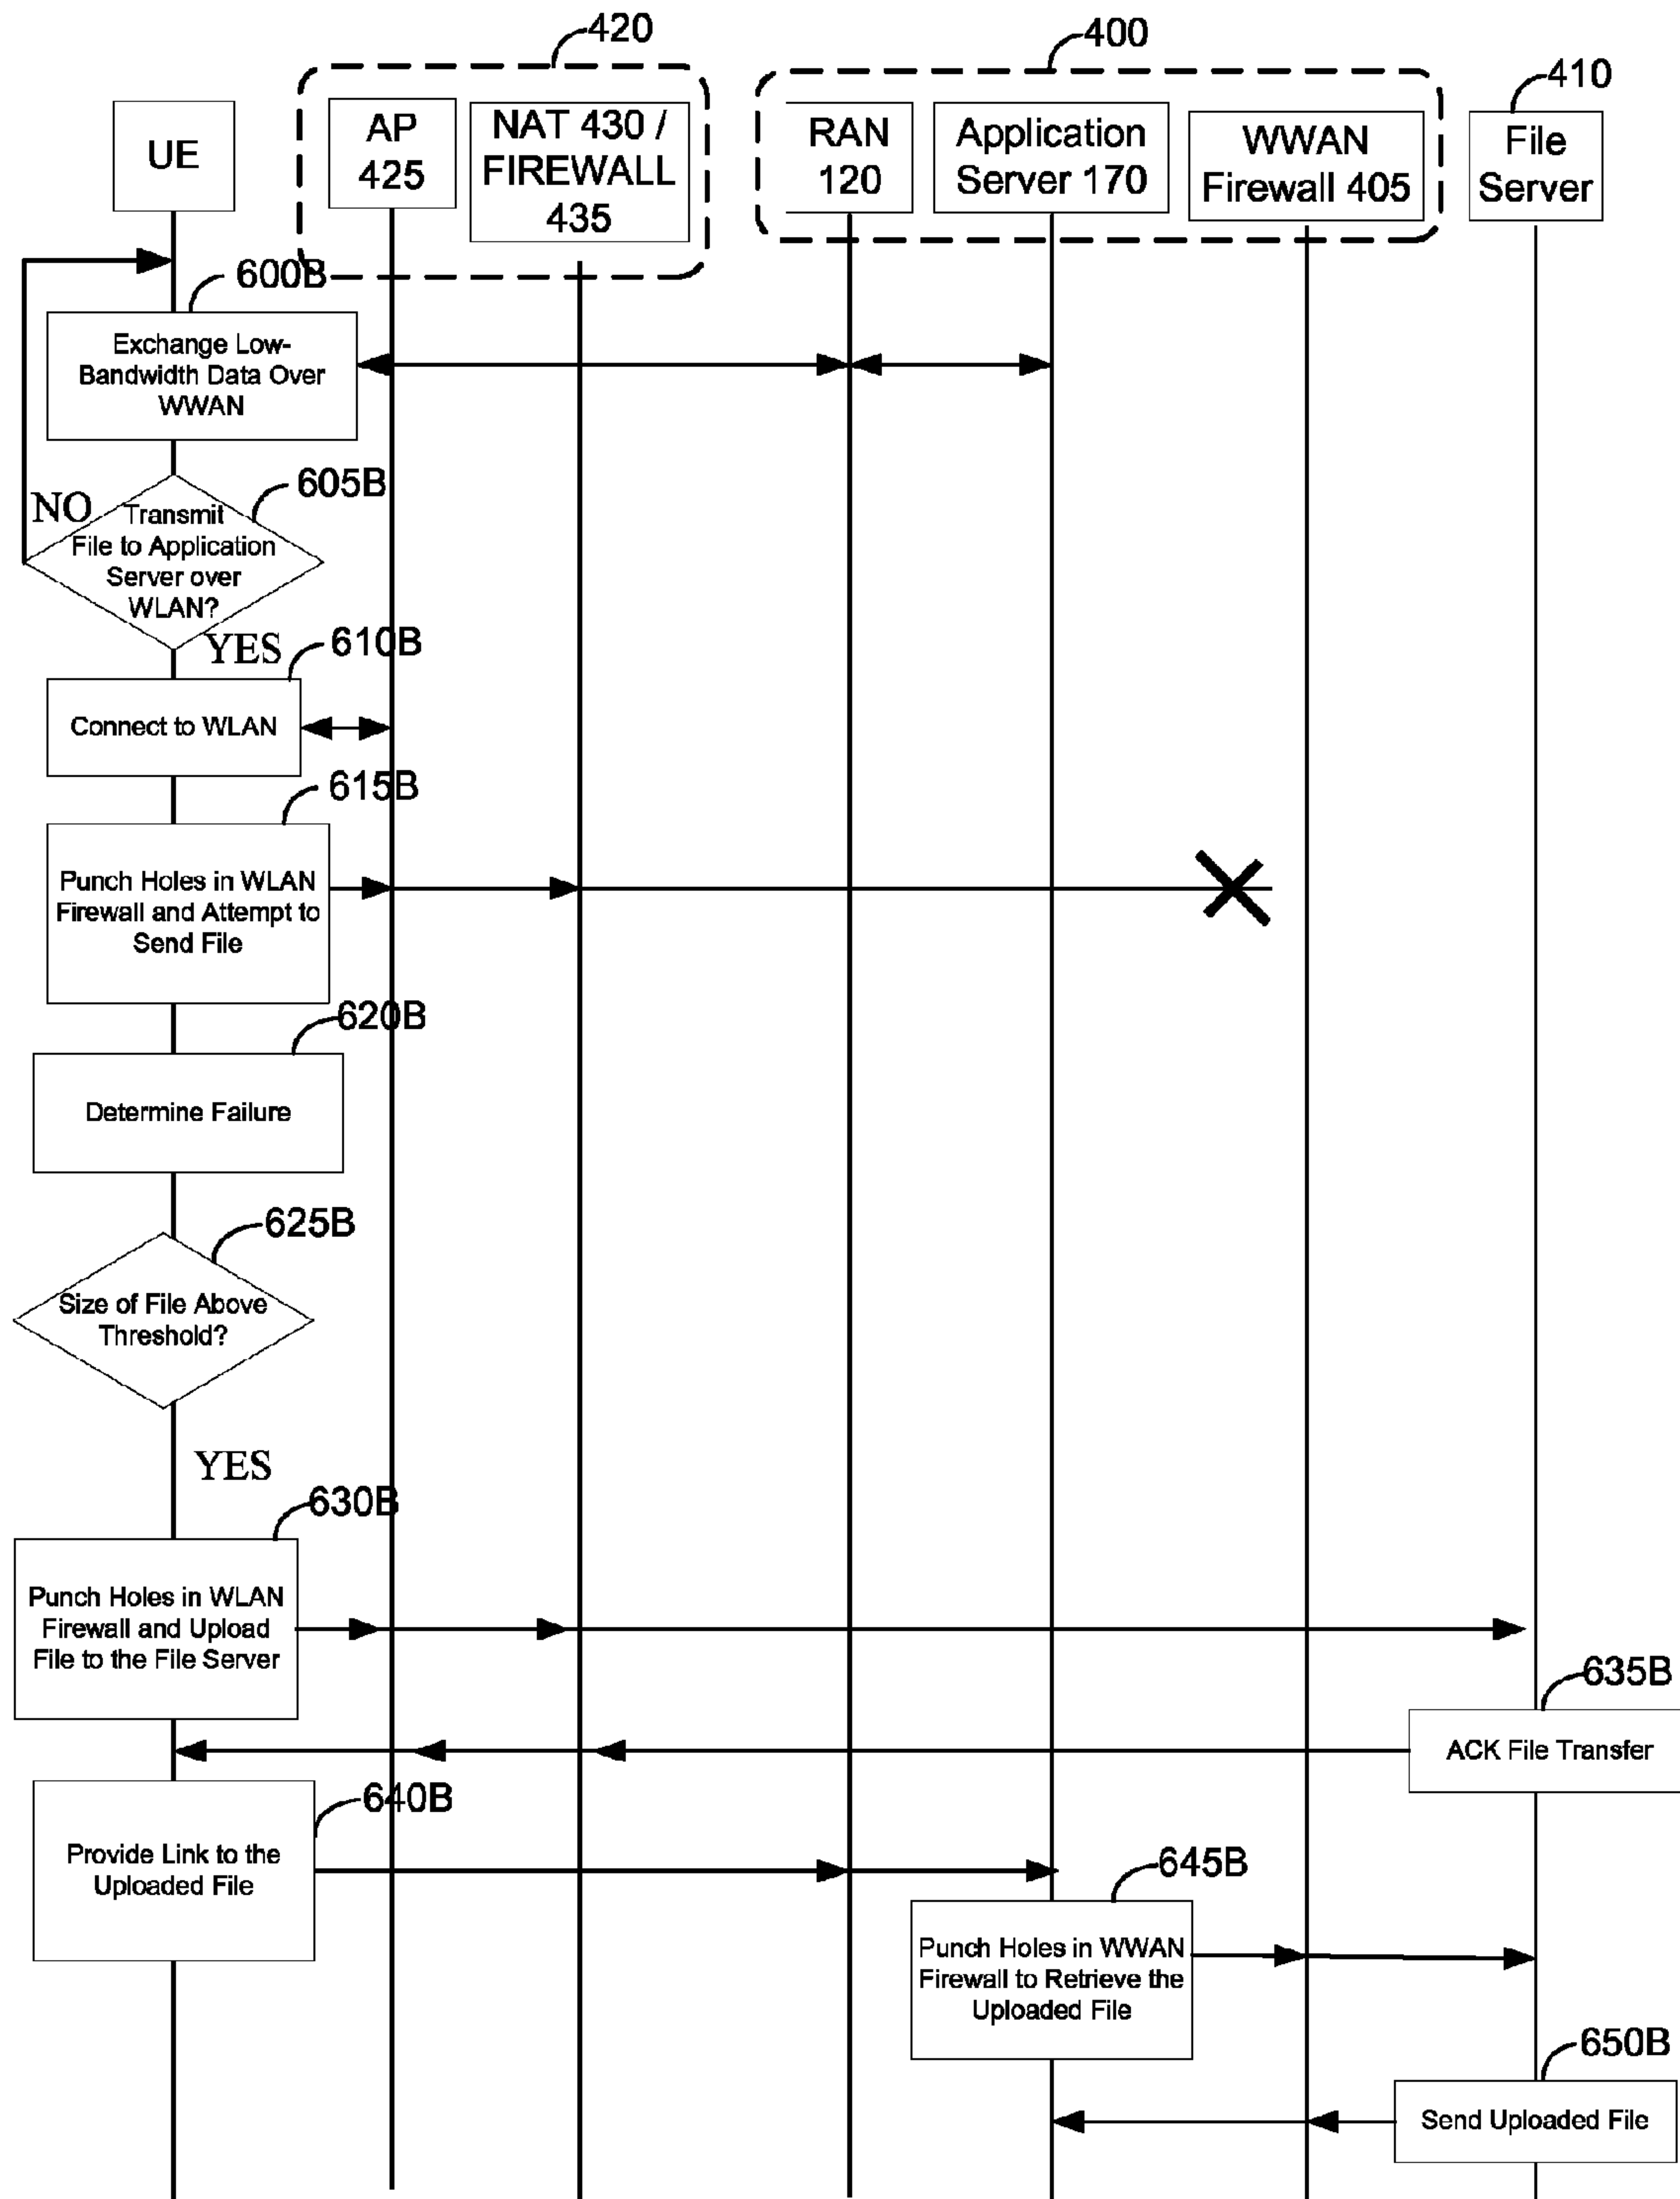 420
400
410
UE
AP
425
NAT 430 /
FIREWALL
435
RAN
120
Application
Server 170
WWAN
Firewall 405
File
Server
600B
Exchange Low-
Bandwidth Data Over
WWAN
605B
NO
Transmit
File to Application
Server over
WLAN?
YES
610B
Connect to WLAN
615B
Punch Holes in WLAN
Firewall and Attempt to
Send File
620B
Determine Failure
625B
Size of File Above
Threshold?
YES
630B
Punch Holes in WLAN
Firewall and Upload
File to the File Server
635B
ACK File Transfer
640B
Provide Link to the
Uploaded File
645B
Punch Holes in WWAN
Firewall to Retrieve the
Uploaded File
650B
Send Uploaded File